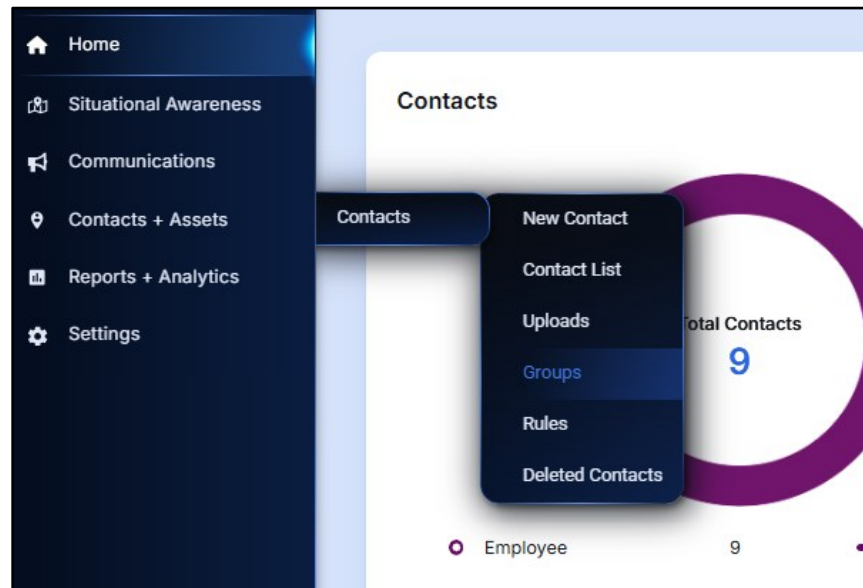 Home
Situational Awareness
Communications
Contacts + Assets
Reports + Analytics
Settings
Contacts
New Contact
Contact List
Uploads
Groups
Rules
Deleted Contacts
Contacts
Total Contacts
9
Employee 9